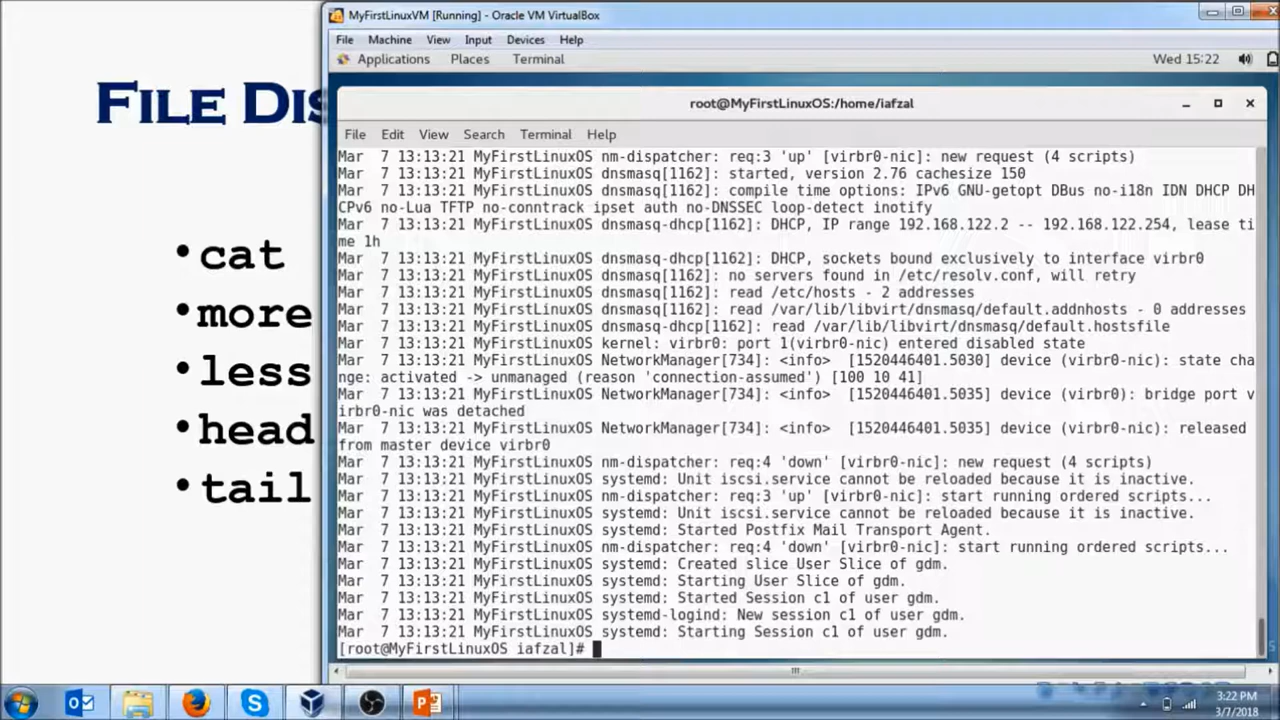 MyFirstLinuxVM [Running] - Oracle VM VirtualBox
File Machine View Input Devices Help
Applications Places Terminal Wed 15:22
FILE DIS
root@MyFirstLinuxOS:/home/iafzal
File Edit View Search Terminal Help
Mar  7 13:13:21 MyFirstLinuxOS nm-dispatcher: req:3 'up' [virbr0-nic]: new request (4 scripts)
Mar  7 13:13:21 MyFirstLinuxOS dnsmasq[1162]: started, version 2.76 cachesize 150
Mar  7 13:13:21 MyFirstLinuxOS dnsmasq[1162]: compile time options: IPv6 GNU-getopt DBus no-i18n IDN DHCP DH
CPv6 no-Lua TFTP no-conntrack ipset auth no-DNSSEC loop-detect inotify
Mar  7 13:13:21 MyFirstLinuxOS dnsmasq-dhcp[1162]: DHCP, IP range 192.168.122.2 -- 192.168.122.254, lease ti
me 1h
Mar  7 13:13:21 MyFirstLinuxOS dnsmasq-dhcp[1162]: DHCP, sockets bound exclusively to interface virbr0
Mar  7 13:13:21 MyFirstLinuxOS dnsmasq[1162]: no servers found in /etc/resolv.conf, will retry
Mar  7 13:13:21 MyFirstLinuxOS dnsmasq[1162]: read /etc/hosts - 2 addresses
Mar  7 13:13:21 MyFirstLinuxOS dnsmasq[1162]: read /var/lib/libvirt/dnsmasq/default.addnhosts - 0 addresses
Mar  7 13:13:21 MyFirstLinuxOS dnsmasq-dhcp[1162]: read /var/lib/libvirt/dnsmasq/default.hostsfile
Mar  7 13:13:21 MyFirstLinuxOS kernel: virbr0: port 1(virbr0-nic) entered disabled state
Mar  7 13:13:21 MyFirstLinuxOS NetworkManager[734]: <info>  [1520446401.5030] device (virbr0-nic): state cha
nge: activated -> unmanaged (reason 'connection-assumed') [100 10 41]
Mar  7 13:13:21 MyFirstLinuxOS NetworkManager[734]: <info>  [1520446401.5035] device (virbr0): bridge port v
irbr0-nic was detached
Mar  7 13:13:21 MyFirstLinuxOS NetworkManager[734]: <info>  [1520446401.5035] device (virbr0-nic): released
from master device virbr0
Mar  7 13:13:21 MyFirstLinuxOS nm-dispatcher: req:4 'down' [virbr0-nic]: new request (4 scripts)
Mar  7 13:13:21 MyFirstLinuxOS systemd: Unit iscsi.service cannot be reloaded because it is inactive.
Mar  7 13:13:21 MyFirstLinuxOS nm-dispatcher: req:3 'up' [virbr0-nic]: start running ordered scripts...
Mar  7 13:13:21 MyFirstLinuxOS systemd: Unit iscsi.service cannot be reloaded because it is inactive.
Mar  7 13:13:21 MyFirstLinuxOS systemd: Started Postfix Mail Transport Agent.
Mar  7 13:13:21 MyFirstLinuxOS nm-dispatcher: req:4 'down' [virbr0-nic]: start running ordered scripts...
Mar  7 13:13:21 MyFirstLinuxOS systemd: Created slice User Slice of gdm.
Mar  7 13:13:21 MyFirstLinuxOS systemd: Starting User Slice of gdm.
Mar  7 13:13:21 MyFirstLinuxOS systemd: Started Session c1 of user gdm.
Mar  7 13:13:21 MyFirstLinuxOS systemd-logind: New session c1 of user gdm.
Mar  7 13:13:21 MyFirstLinuxOS systemd: Starting Session c1 of user gdm.
[root@MyFirstLinuxOS iafzal]#
•cat
•more
•less
•head
•tail
3:22 PM
3/7/2018